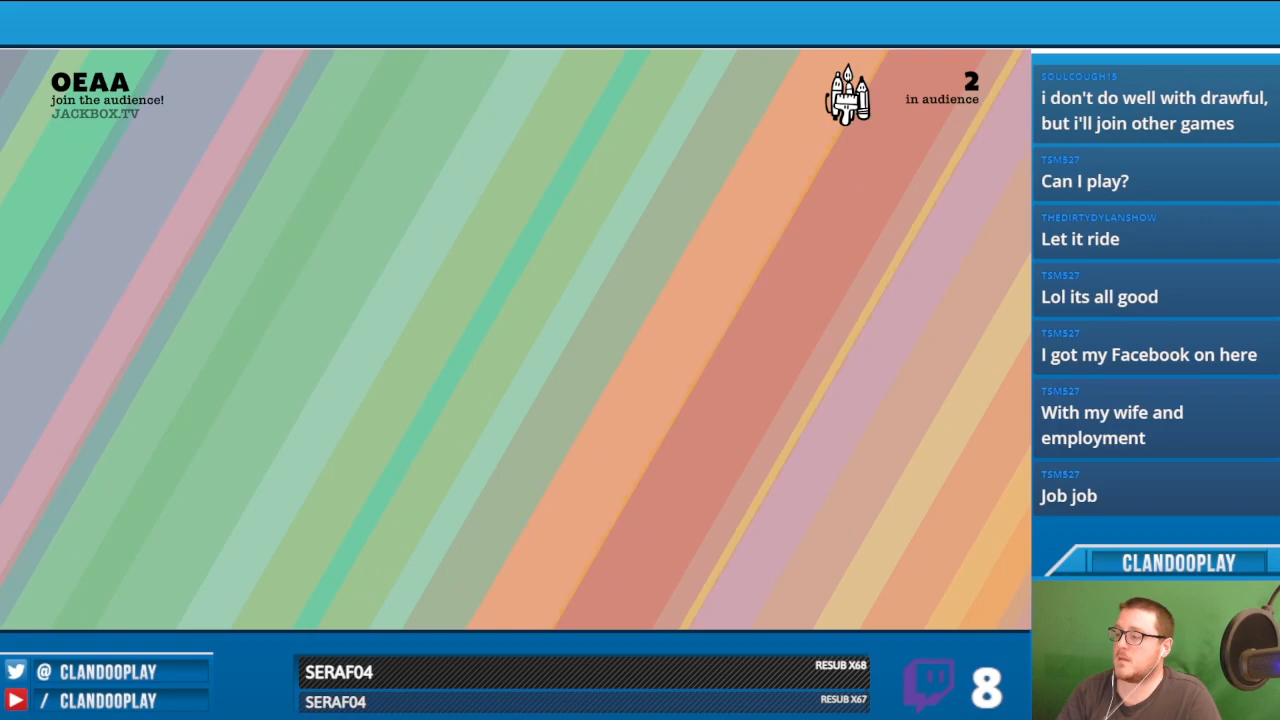 OEAA
join the audience!
JACKBOX.TV
2
in audience
SOULCOUGH15
i don't do well with drawful,
but i'll join other games
TSM527
Can I play?
THEDIRTYDYLANSHOW
Let it ride
TSM527
Lol its all good
TSM527
I got my Facebook on here
TSM527
With my wife and
employment
TSM527
Job job
CLANDOOPLAY
@ CLANDOOPLAY
/ CLANDOOPLAY
SERAF04 RESUB X68
SERAF04 RESUB X67
8